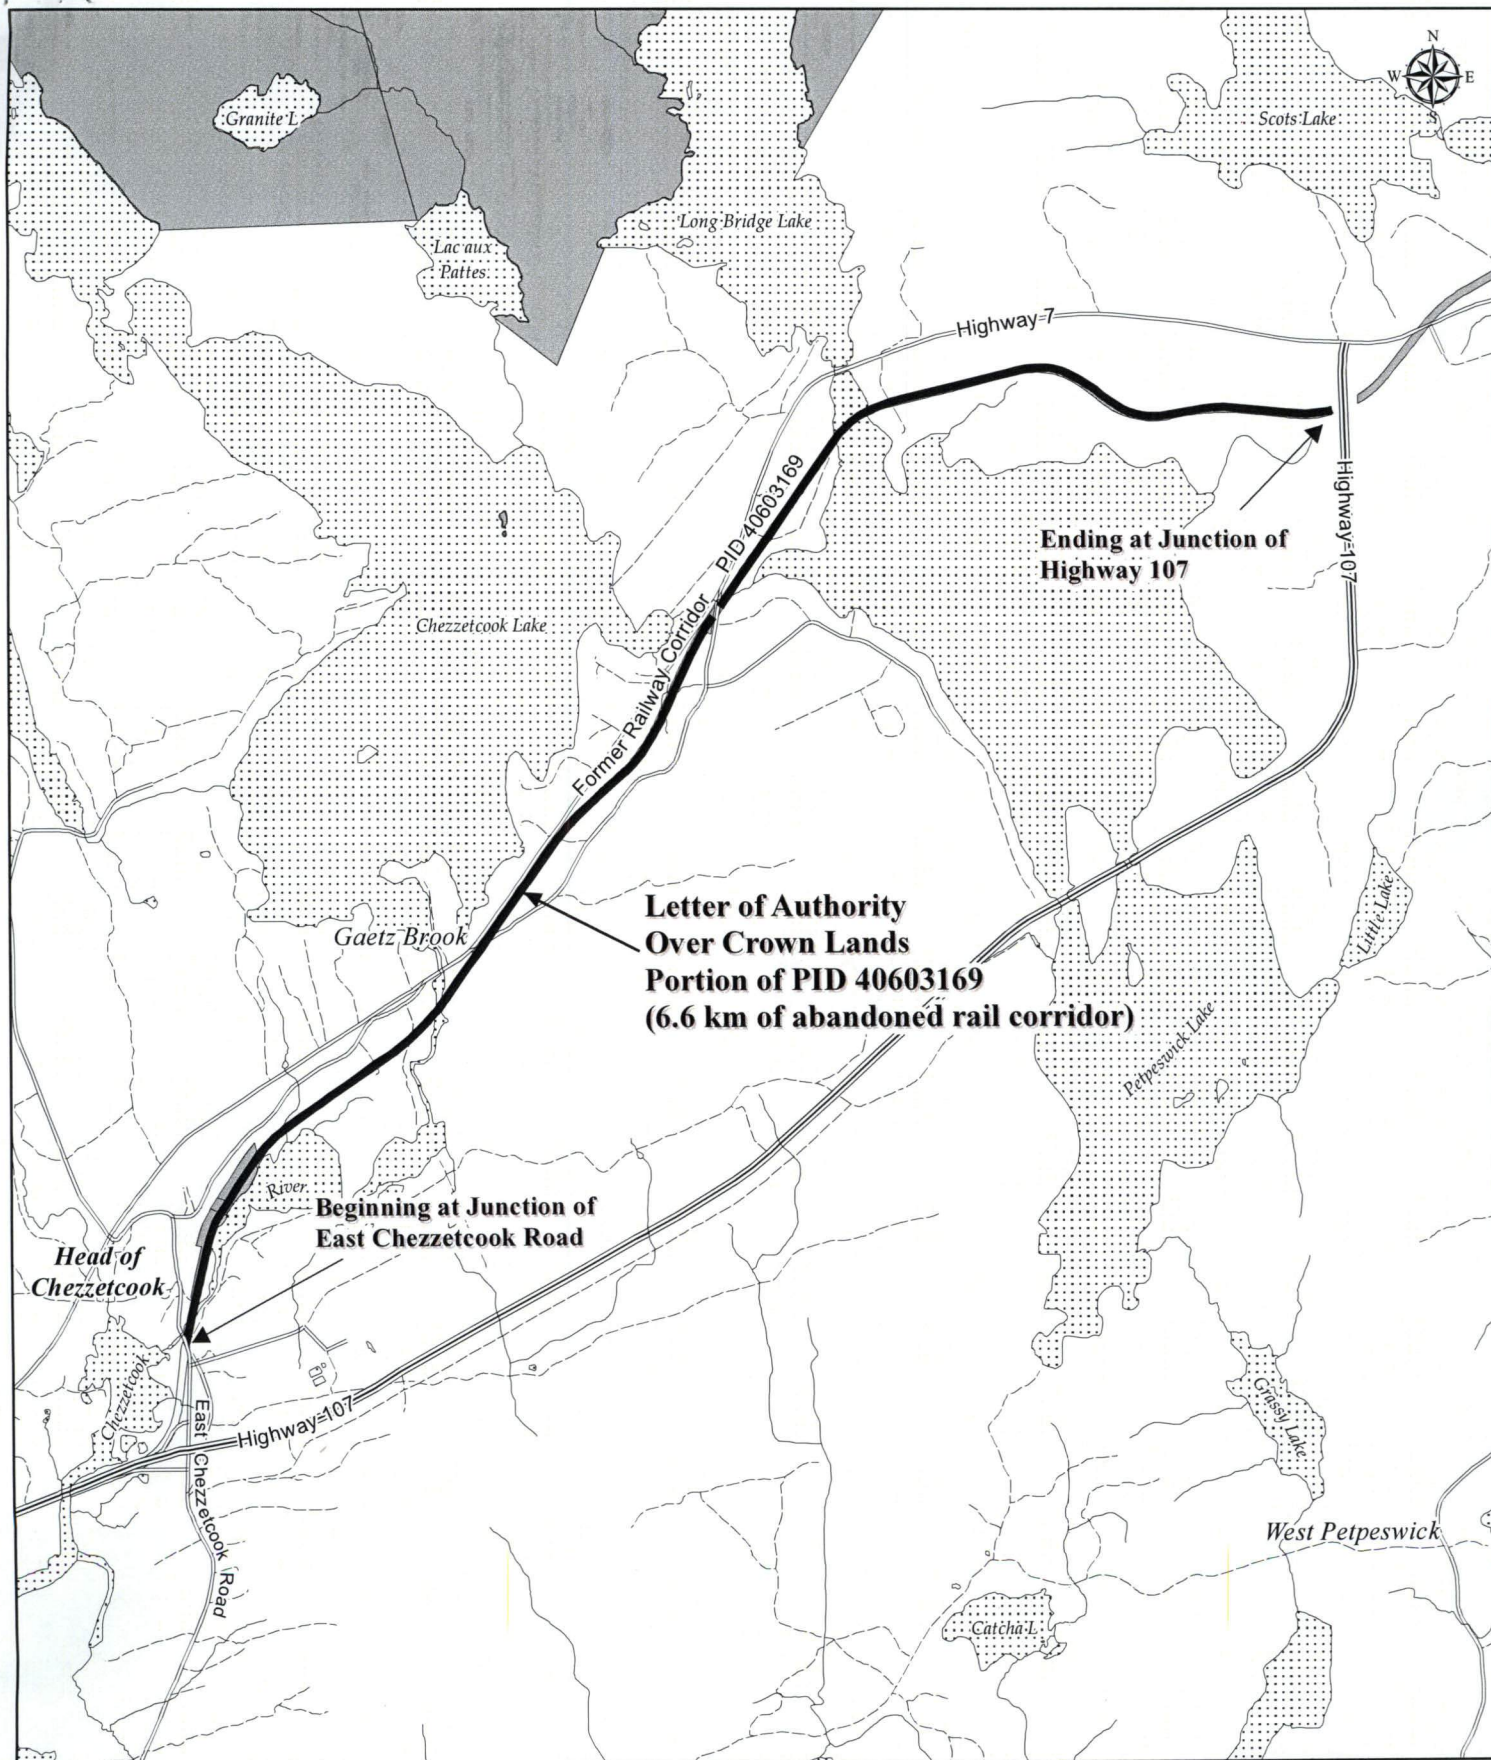 N
W E
S
Granite L
Scots Lake
Long Bridge Lake
Lac aux
Pattes
Highway 7
PID 40603169
Highway 107
Ending at Junction of
Highway 107
Chezzetcook Lake
Former Railway Corridor
Letter of Authority
Over Crown Lands
Portion of PID 40603169
(6.6 km of abandoned rail corridor)
Little Lake
Gaetz Brook
Petpeswick Lake
River
Beginning at Junction of
East Chezzetcook Road
Head of
Chezzetcook
Chezzetcook
Grassy Lake
Highway 107
East Chezzetcook Road
West Petpeswick
Catcha L